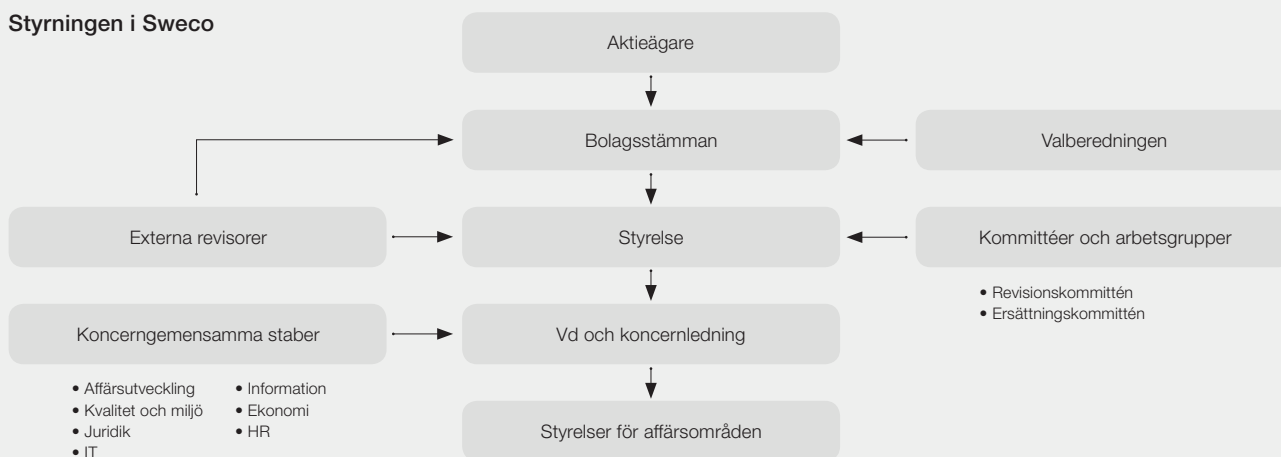 Styrningen i Sweco
Aktieägare
Bolagsstämman
Valberedningen
Externa revisorer
Styrelse
Kommittéer och arbetsgrupper
• Revisionskommittén
• Ersättningskommittén
Koncerngemensamma staber
Vd och koncernledning
• Affärsutveckling
• Kvalitet och miljö
• Juridik
• IT
• Information
• Ekonomi
• HR
Styrelser för affärsområden